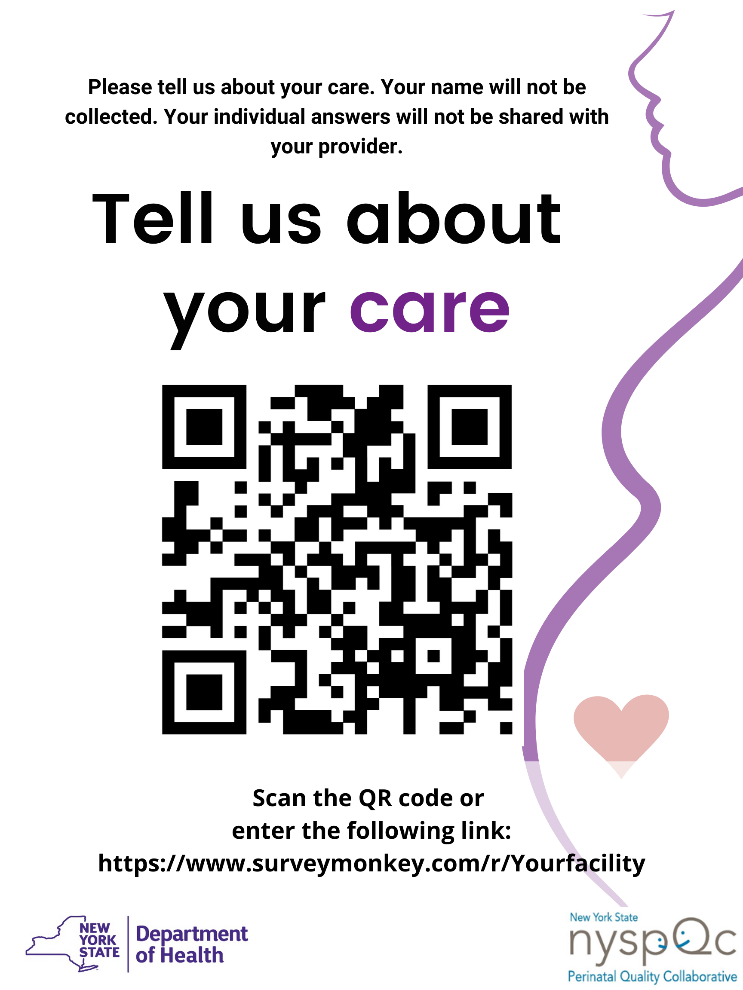 Please tell us about your care. Your name will not be
collected. Your individual answers will not be shared with
your provider.
Tell us about
your care
Scan the QR code or
enter the following link:
https://www.surveymonkey.com/r/Yourfacility
NEW
YORK
STATE
Department
of Health
New York State
nyspQc
Perinatal Quality Collaborative